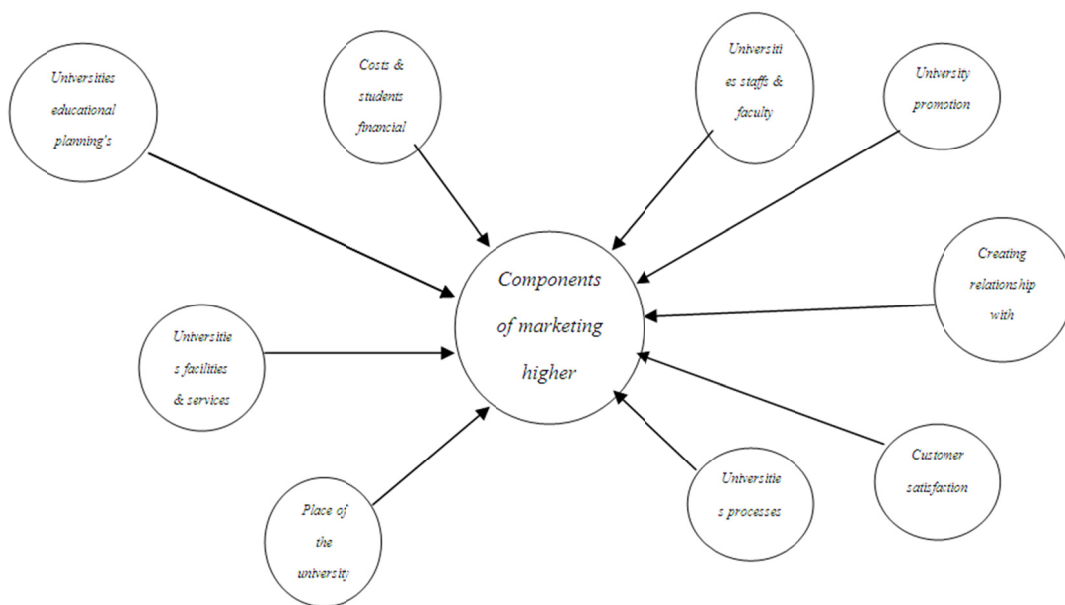 Universities
educational
planning's
Costs &
students
financial
Universiti
es staffs &
faculty
Univrsity
promotion
Creating
relationship
with
Components
of marketing
higher
Universitie
s facilities
& services
Customer
satisfaction
Universitie
s processes
Place of
the
university